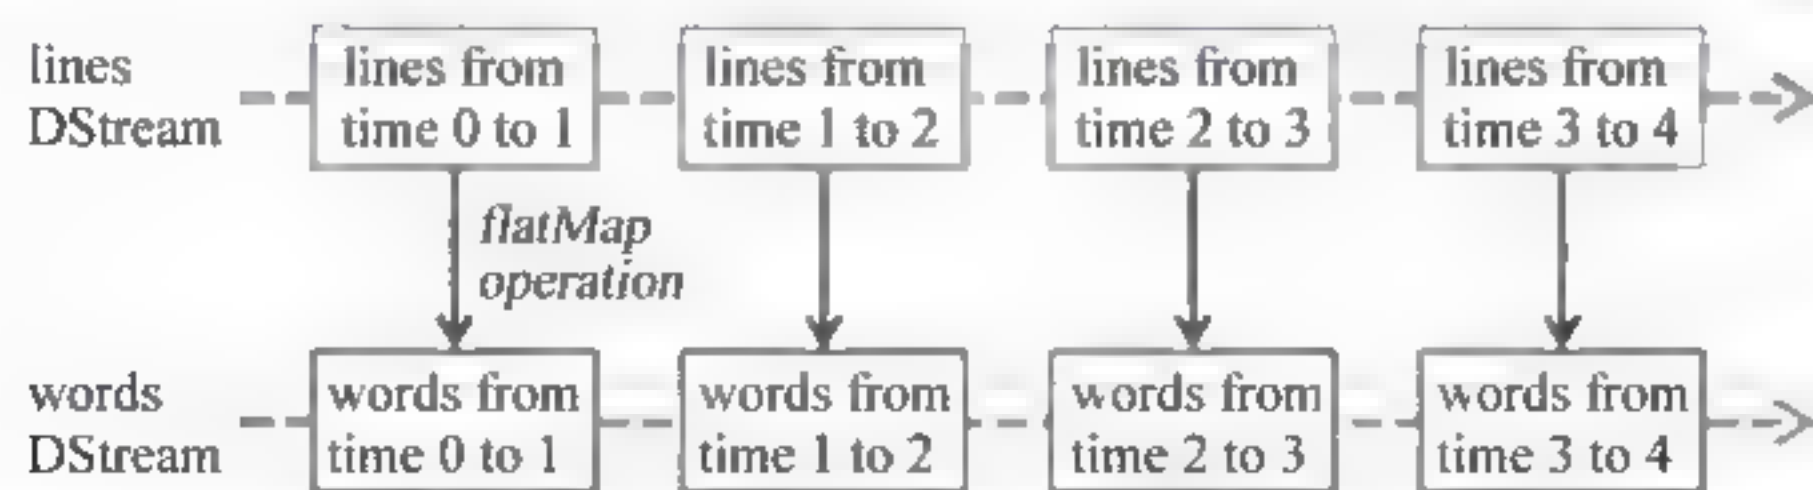 lines
DStream
lines from
time 0 to 1
lines from
time 1 to 2
lines from
time 2 to 3
lines from
time 3 to 4
flatMap
operation
words
DStream
words from
time 0 to 1
words from
time 1 to 2
words from
time 2 to 3
words from
time 3 to 4